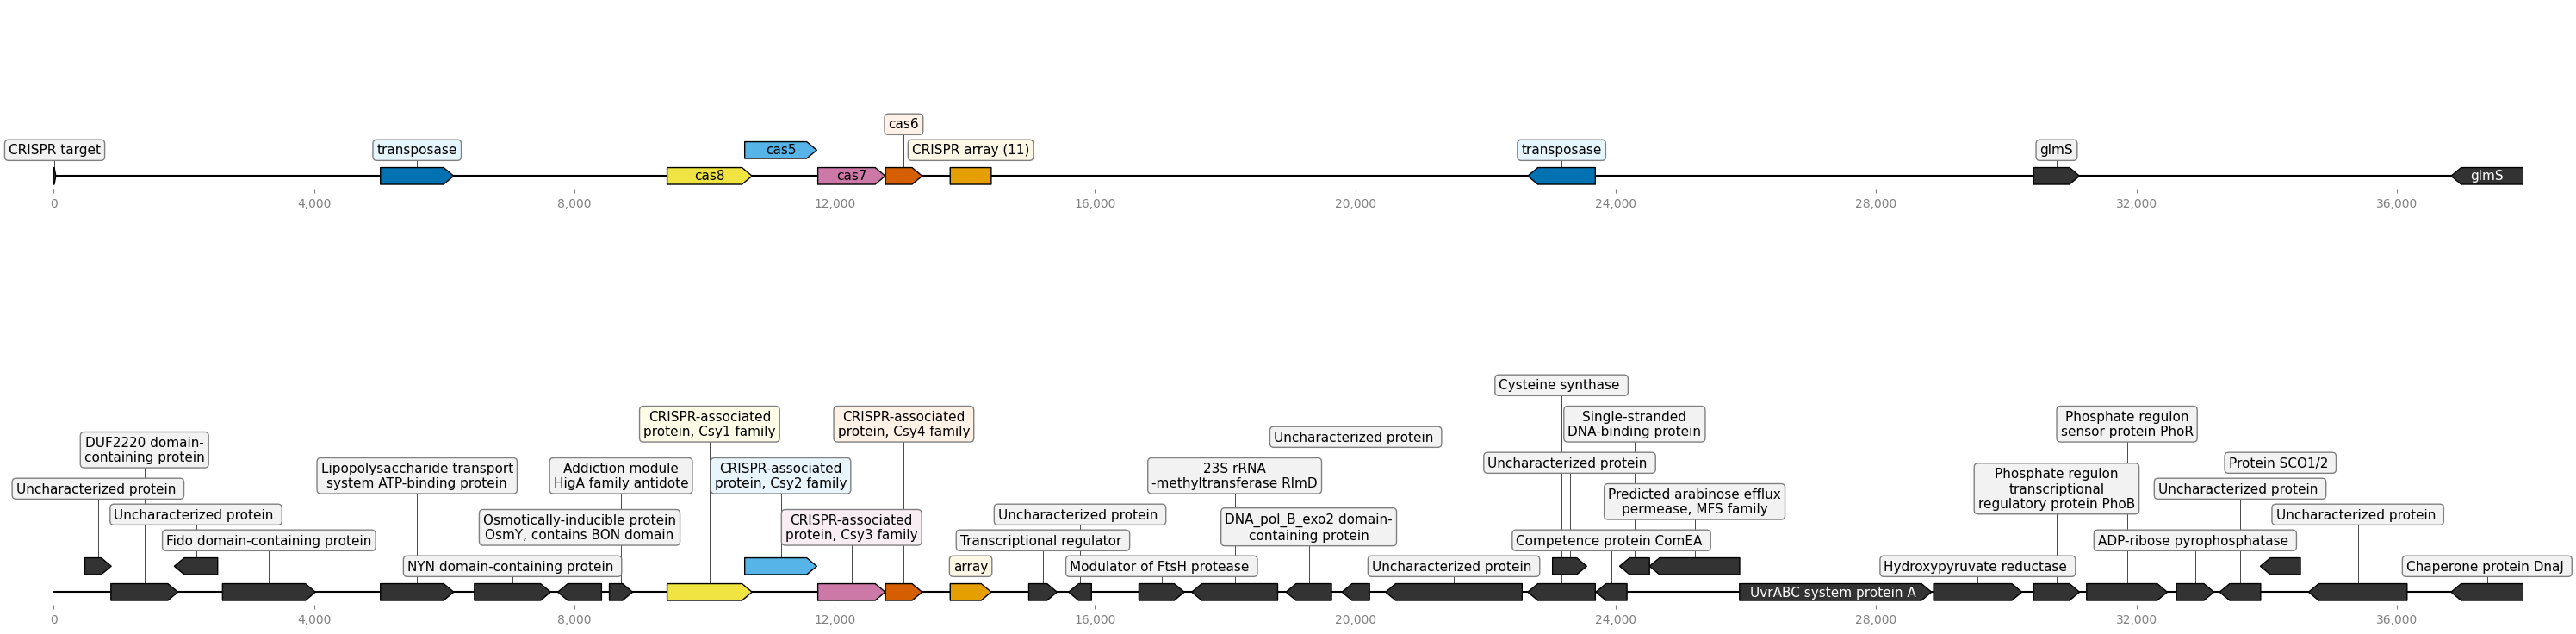 cas6
CRISPR target
transposase
cas5
CRISPR array (11)
transposase
glmS
cas8
cas7
glmS
0
4,000
8,000
12,000
16,000
20,000
24,000
28,000
32,000
36,000
Cysteine synthase
CRISPR-associated
protein, Csy1 family
CRISPR-associated
protein, Csy4 family
Single-stranded
DNA-binding protein
Phosphate regulon
sensor protein PhoR
Uncharacterized protein
DUF2220 domain-
containing protein
Uncharacterized protein
Protein SCO1/2
Lipopolysaccharide transport
system ATP-binding protein
Addiction module
HigA family antidote
CRISPR-associated
protein, Csy2 family
23S rRNA
-methyltransferase RlmD
Phosphate regulon
transcriptional
regulatory protein PhoB
Uncharacterized protein
Uncharacterized protein
Predicted arabinose efflux
permease, MFS family
Uncharacterized protein
Osmotically-inducible protein
OsmY, contains BON domain
CRISPR-associated
protein, Csy3 family
Uncharacterized protein
DNA_pol_B_exo2 domain-
containing protein
Uncharacterized protein
Fido domain-containing protein
Transcriptional regulator
Competence protein ComEA
ADP-ribose pyrophosphatase
NYN domain-containing protein
array
Modulator of FtsH protease
Uncharacterized protein
Hydroxypyruvate reductase
Chaperone protein DnaJ
UvrABC system protein A
0
4,000
8,000
12,000
16,000
20,000
24,000
28,000
32,000
36,000